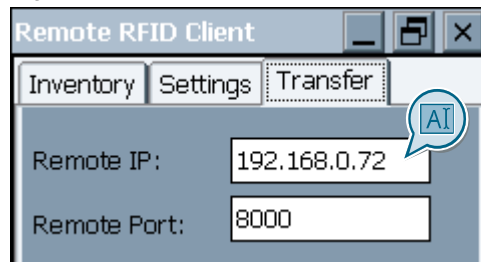 Remote RFID Client
Inventory Settings Transfer
AI
Remote IP: 192.168.0.72
Remote Port: 8000